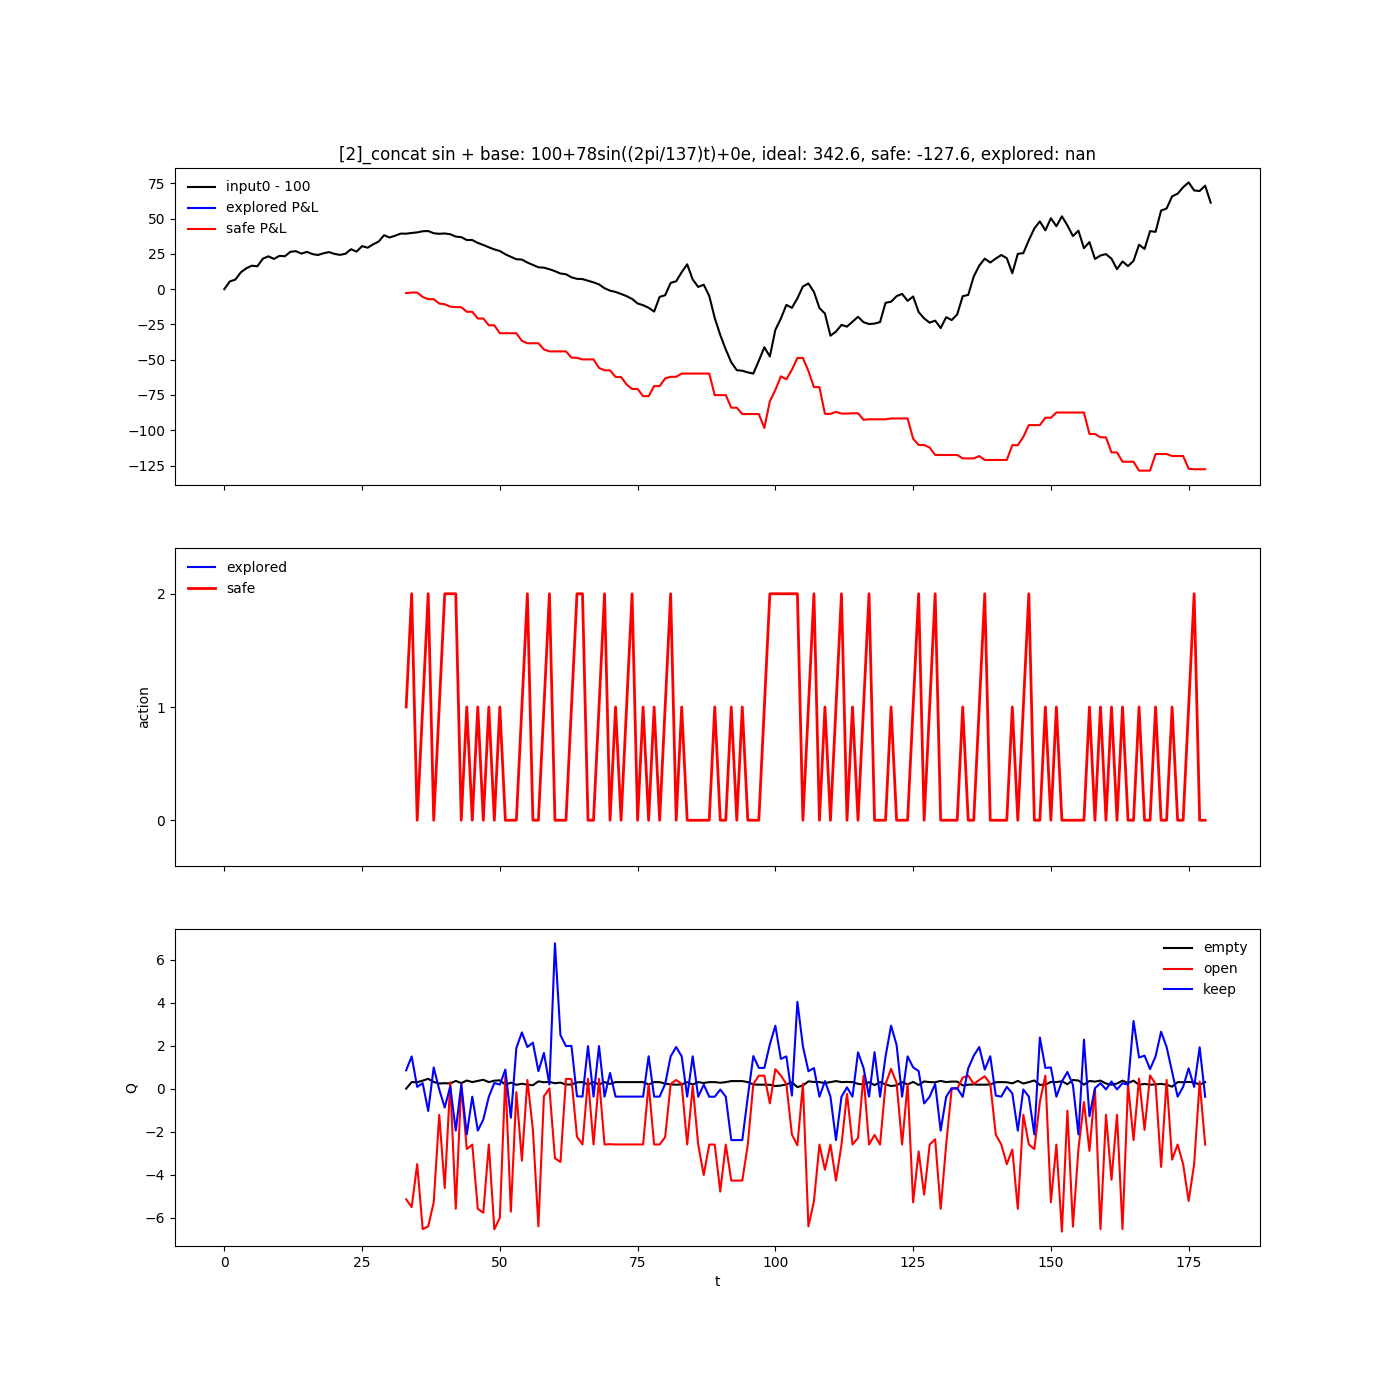 [2]_concat sin + base: 100+78sin((2pi/137)t)+0e, ideal: 342.6, safe: -127.6, explored: nan
input0 - 100
explored P&L
safe P&L
75
50
25
0
−25
−50
−75
−100
−125
explored
safe
2
1
0
action
empty
open
keep
6
4
2
0
−2
−4
−6
Q
0 25 50 75 100 125 150 175
t